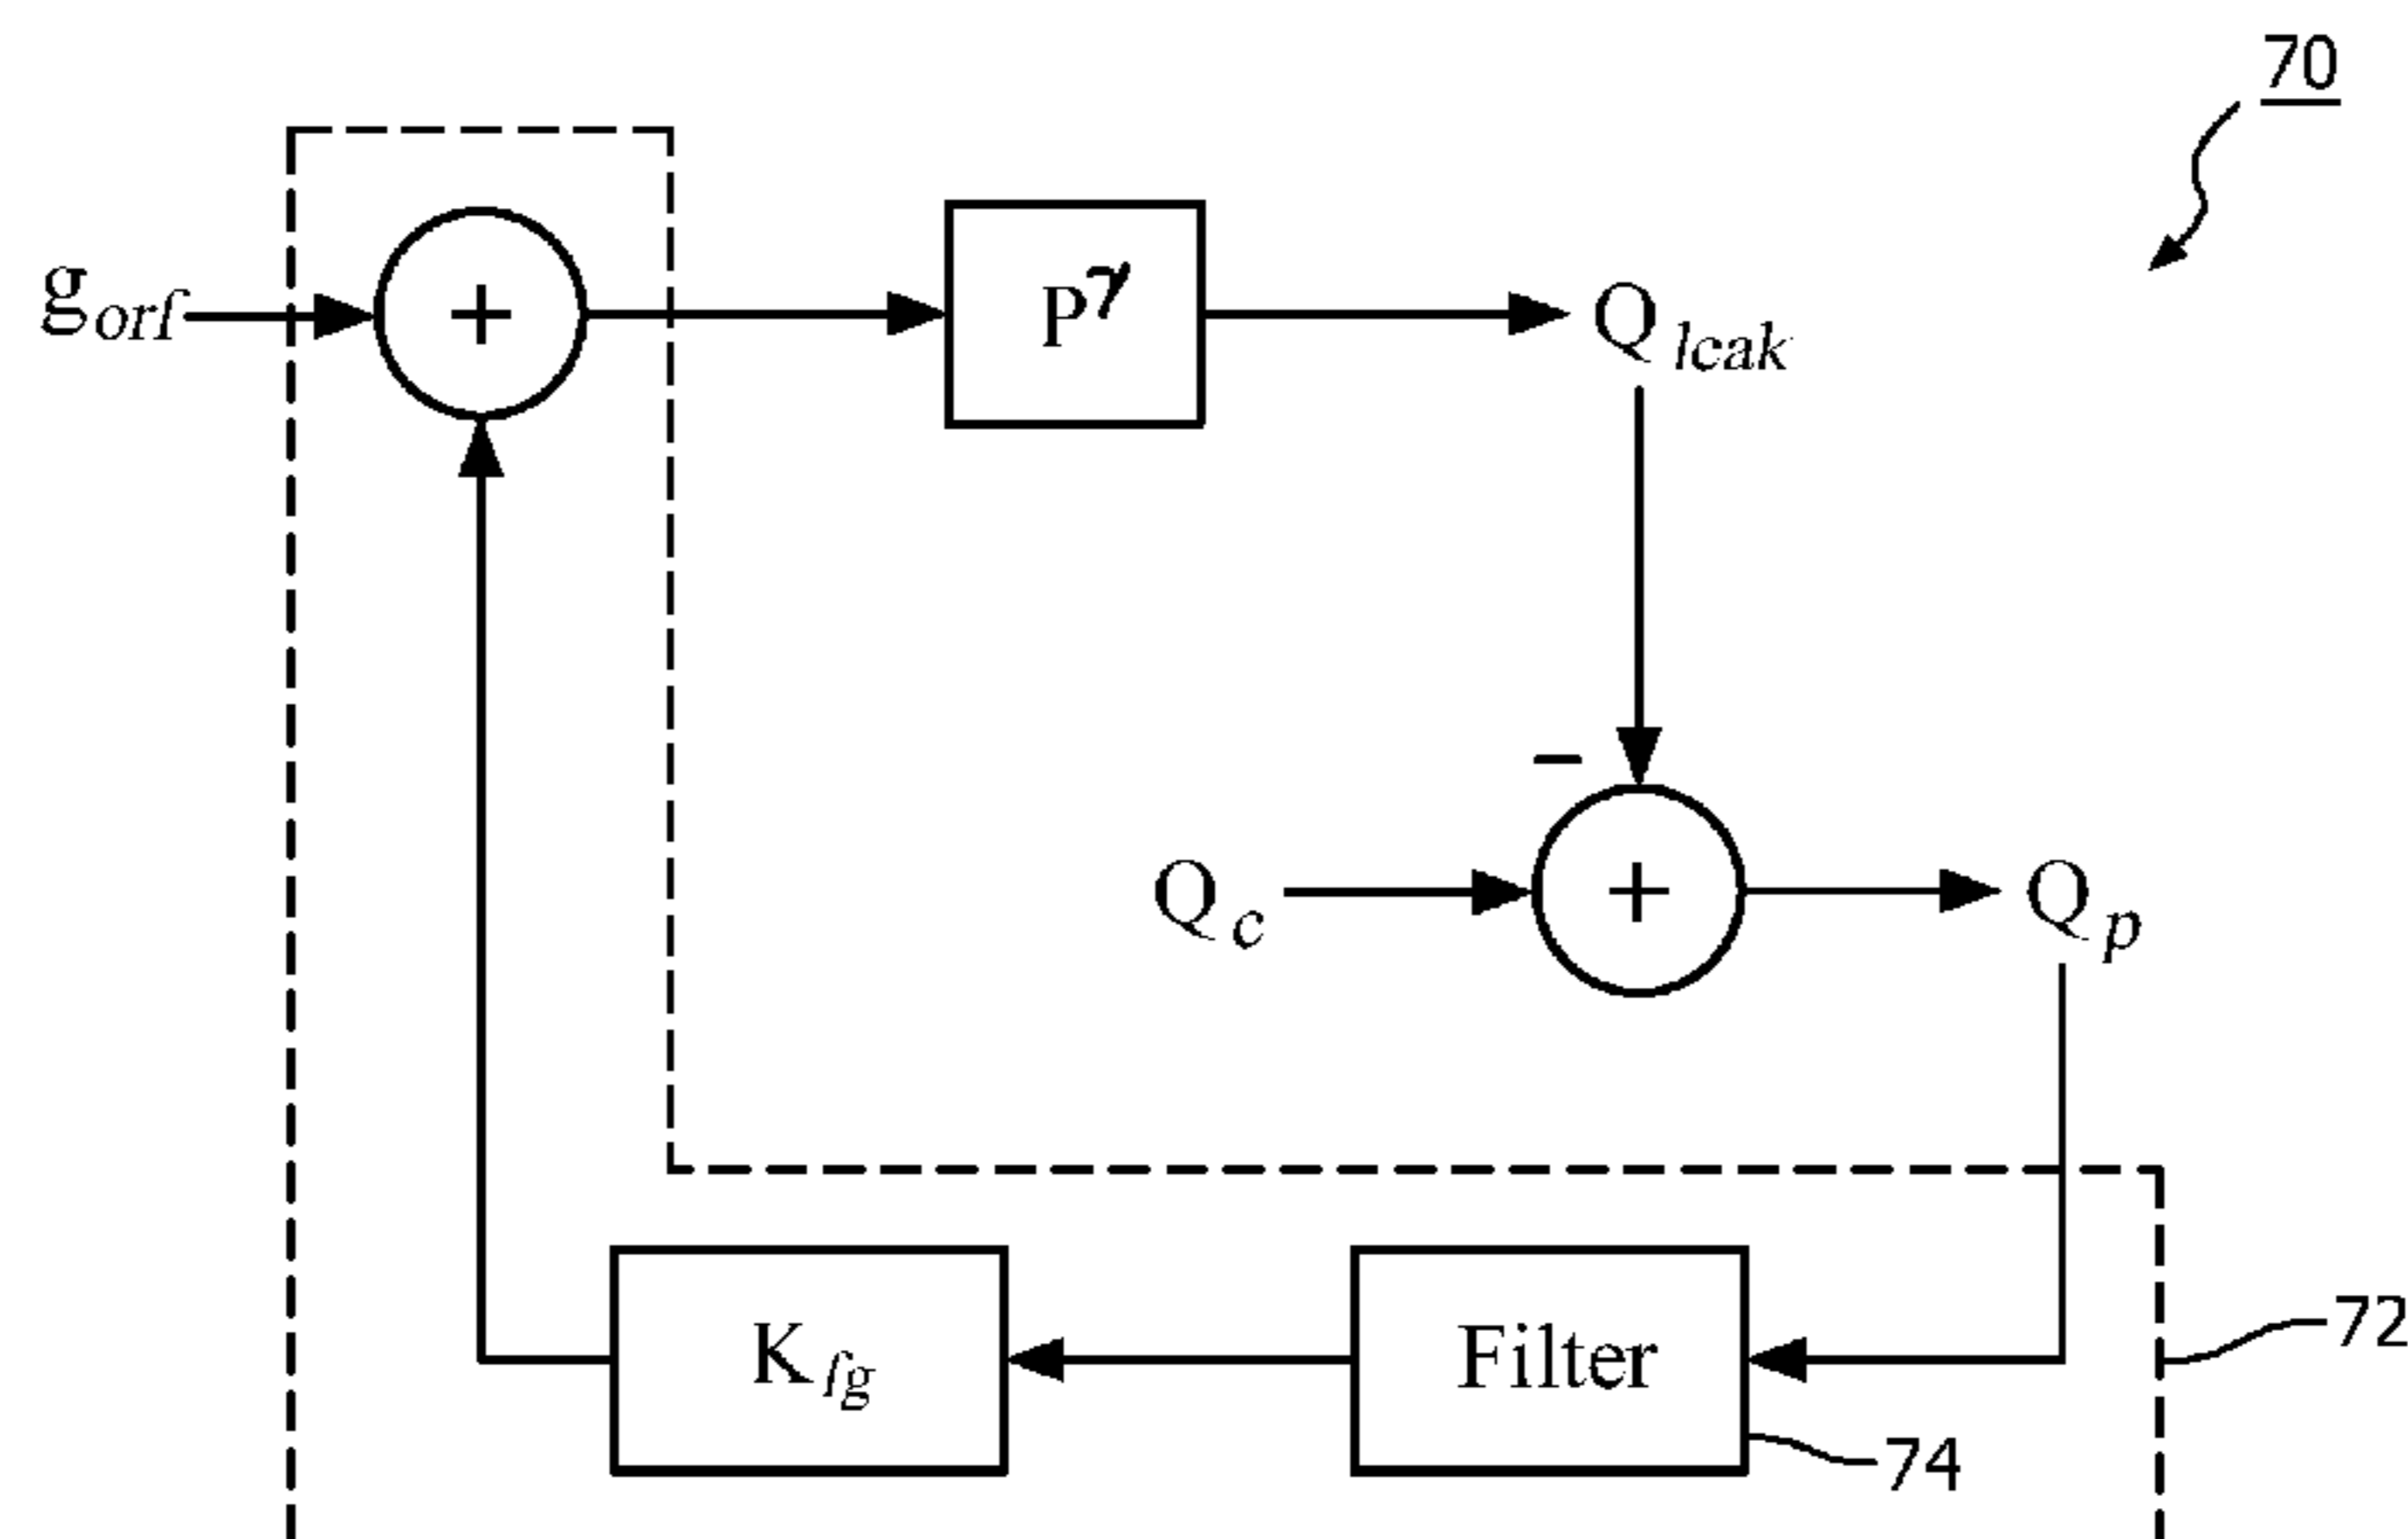 70
g_orf
+
P^γ
Q_leak
−
Q_c
+
Q_p
K_fg
Filter
72
74